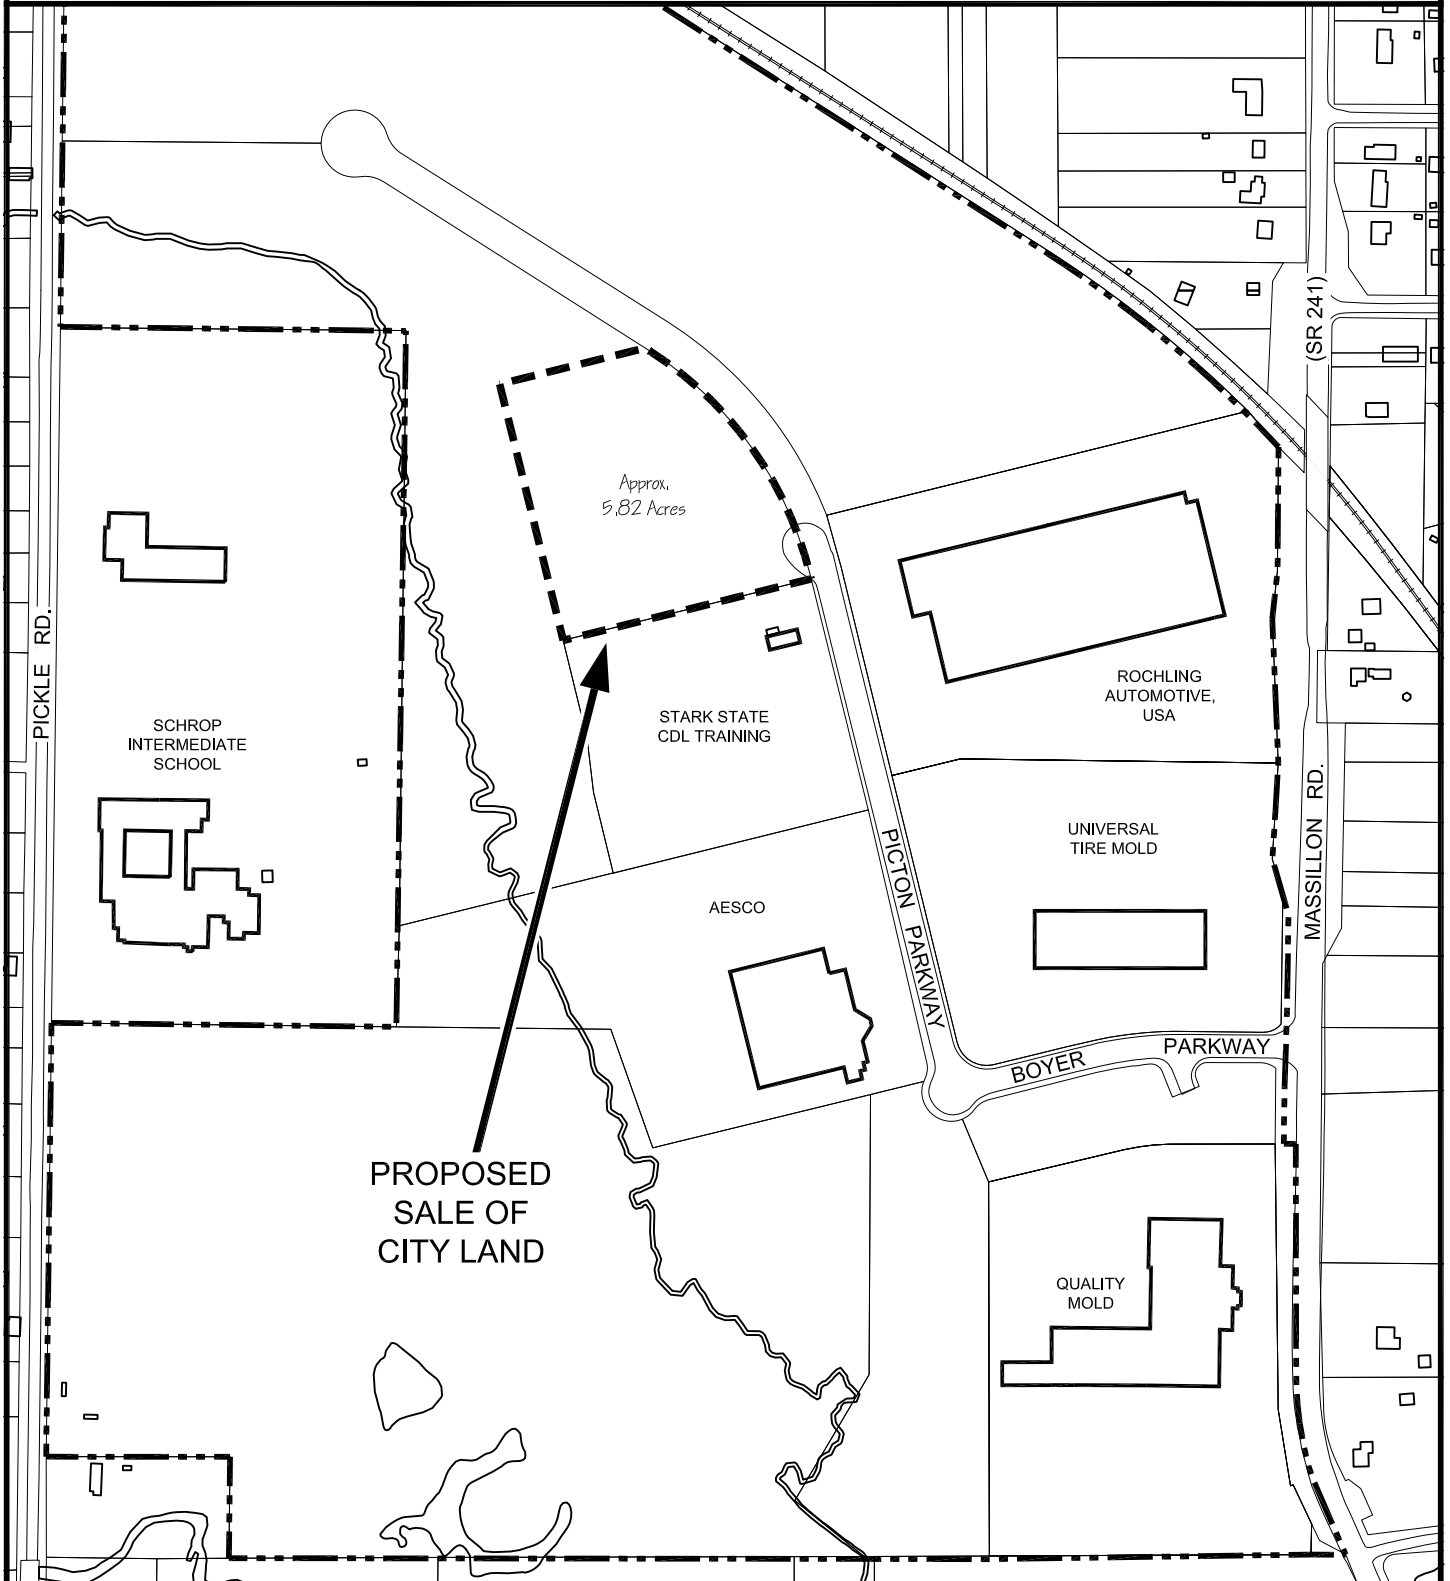 (SR 241)
Approx.
5.82 Acres
PICKLE RD.
ROCHLING
AUTOMOTIVE,
USA
SCHROP
INTERMEDIATE
SCHOOL
STARK STATE
CDL TRAINING
MASSILLON RD.
UNIVERSAL
TIRE MOLD
PICTON PARKWAY
AESCO
BOYER PARKWAY
PROPOSED
SALE OF
CITY LAND
QUALITY
MOLD